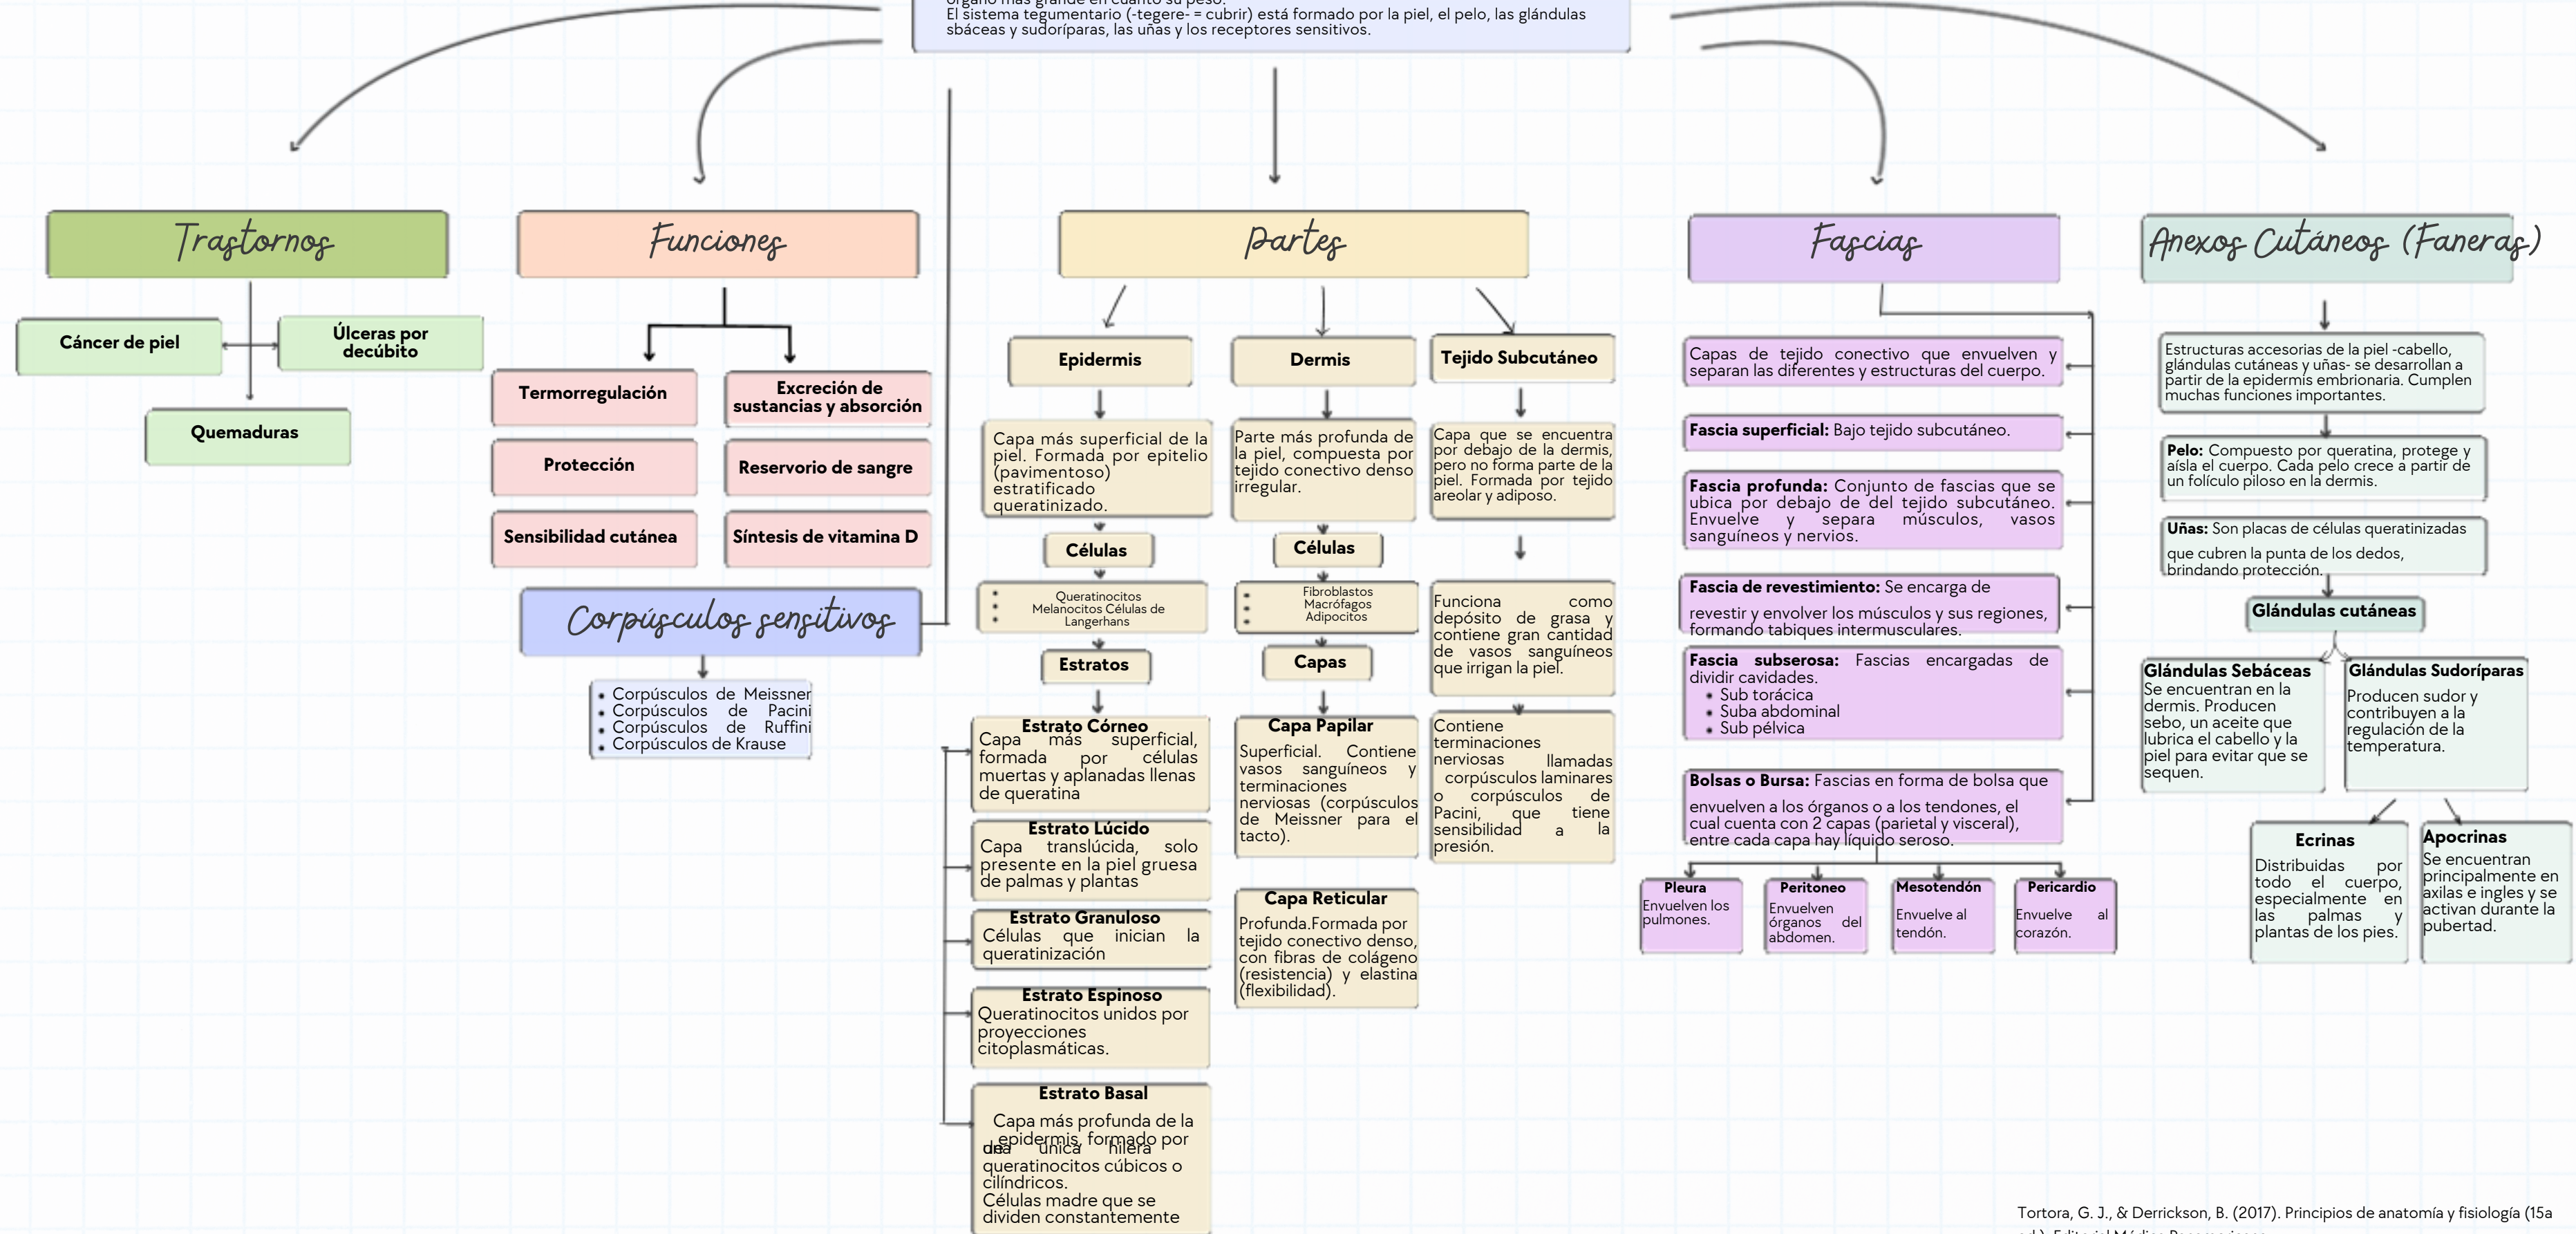 órgano más grande en cuanto su peso.
El sistema tegumentario (-tegere- = cubrir) está formado por la piel, el pelo, las glándulas
sbáceas y sudoríparas, las uñas y los receptores sensitivos.
Trastornos
Cáncer de piel
Úlceras por
decúbito
Quemaduras
Funciones
Termorregulación
Excreción de
sustancias y absorción
Protección
Reservorio de sangre
Sensibilidad cutánea
Síntesis de vitamina D
Corpúsculos sensitivos
• Corpúsculos de Meissner
• Corpúsculos de Pacini
• Corpúsculos de Ruffini
• Corpúsculos de Krause
Partes
Epidermis
Capa más superficial de la
piel. Formada por epitelio
(pavimentoso)
estratificado
queratinizado.
Células
• Queratinocitos
• Melanocitos Células de
• Langerhans
Estratos
Estrato Córneo
Capa más superficial,
formada por células
muertas y aplanadas llenas
de queratina
Estrato Lúcido
Capa translúcida, solo
presente en la piel gruesa
de palmas y plantas
Estrato Granuloso
Células que inician la
queratinización
Estrato Espinoso
Queratinocitos unidos por
proyecciones
citoplasmáticas.
Estrato Basal
Capa más profunda de la
epidermis, formado por
una única hilera
de
queratinocitos cúbicos o
cilíndricos.
Células madre que se
dividen constantemente
Dermis
Parte más profunda de
la piel, compuesta por
tejido conectivo denso
irregular.
Células
• Fibroblastos
• Macrófagos
• Adipocitos
Capas
Capa Papilar
Superficial. Contiene
vasos sanguíneos y
terminaciones
nerviosas (corpúsculos
de Meissner para el
tacto).
Capa Reticular
Profunda.Formada por
tejido conectivo denso,
con fibras de colágeno
(resistencia) y elastina
(flexibilidad).
Tejido Subcutáneo
Capa que se encuentra
por debajo de la dermis,
pero no forma parte de la
piel. Formada por tejido
areolar y adiposo.
Funciona como
depósito de grasa y
contiene gran cantidad
de vasos sanguíneos
que irrigan la piel.
Contiene
terminaciones
nerviosas llamadas
corpúsculos laminares
o corpúsculos de
Pacini, que tiene
sensibilidad a la
presión.
Fascias
Capas de tejido conectivo que envuelven y
separan las diferentes y estructuras del cuerpo.
Fascia superficial: Bajo tejido subcutáneo.
Fascia profunda: Conjunto de fascias que se
ubica por debajo de del tejido subcutáneo.
Envuelve y separa músculos, vasos
sanguíneos y nervios.
Fascia de revestimiento: Se encarga de
revestir y envolver los músculos y sus regiones,
formando tabiques intermusculares.
Fascia subserosa: Fascias encargadas de
dividir cavidades.
• Sub torácica
• Suba abdominal
• Sub pélvica
Bolsas o Bursa: Fascias en forma de bolsa que
envuelven a los órganos o a los tendones, el
cual cuenta con 2 capas (parietal y visceral),
entre cada capa hay líquido seroso.
Pleura
Envuelven los
pulmones.
Peritoneo
Envuelven
órganos del
abdomen.
Mesotendón
Envuelve al
tendón.
Pericardio
Envuelve al
corazón.
Anexos Cutáneos (Faneras)
Estructuras accesorias de la piel -cabello,
glándulas cutáneas y uñas- se desarrollan a
partir de la epidermis embrionaria. Cumplen
muchas funciones importantes.
Pelo: Compuesto por queratina, protege y
aísla el cuerpo. Cada pelo crece a partir de
un folículo piloso en la dermis.
Uñas: Son placas de células queratinizadas
que cubren la punta de los dedos,
brindando protección.
Glándulas cutáneas
Glándulas Sebáceas
Se encuentran en la
dermis. Producen
sebo, un aceite que
lubrica el cabello y la
piel para evitar que se
sequen.
Glándulas Sudoríparas
Producen sudor y
contribuyen a la
regulación de la
temperatura.
Ecrinas
Distribuidas por
todo el cuerpo,
especialmente en
las palmas y
plantas de los pies.
Apocrinas
Se encuentran
principalmente en
axilas e ingles y se
activan durante la
pubertad.
Tortora, G. J., & Derrickson, B. (2017). Principios de anatomía y fisiología (15a
ed.). Editorial Médica Panamericana.